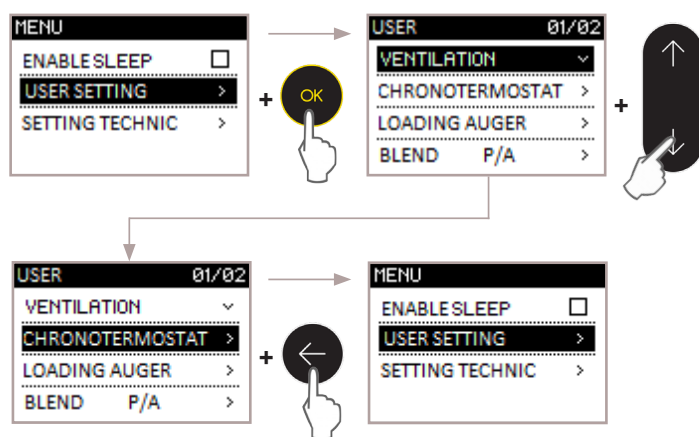 MENU
ENABLE SLEEP
USER SETTING >
SETTING TECHNIC >
+
OK
USER 01/02
VENTILATION
CHRONOTERMOSTAT >
LOADING AUGER >
BLEND P/A >
+
USER 01/02
VENTILATION
CHRONOTERMOSTAT >
LOADING AUGER >
BLEND P/A >
+
MENU
ENABLE SLEEP
USER SETTING >
SETTING TECHNIC >